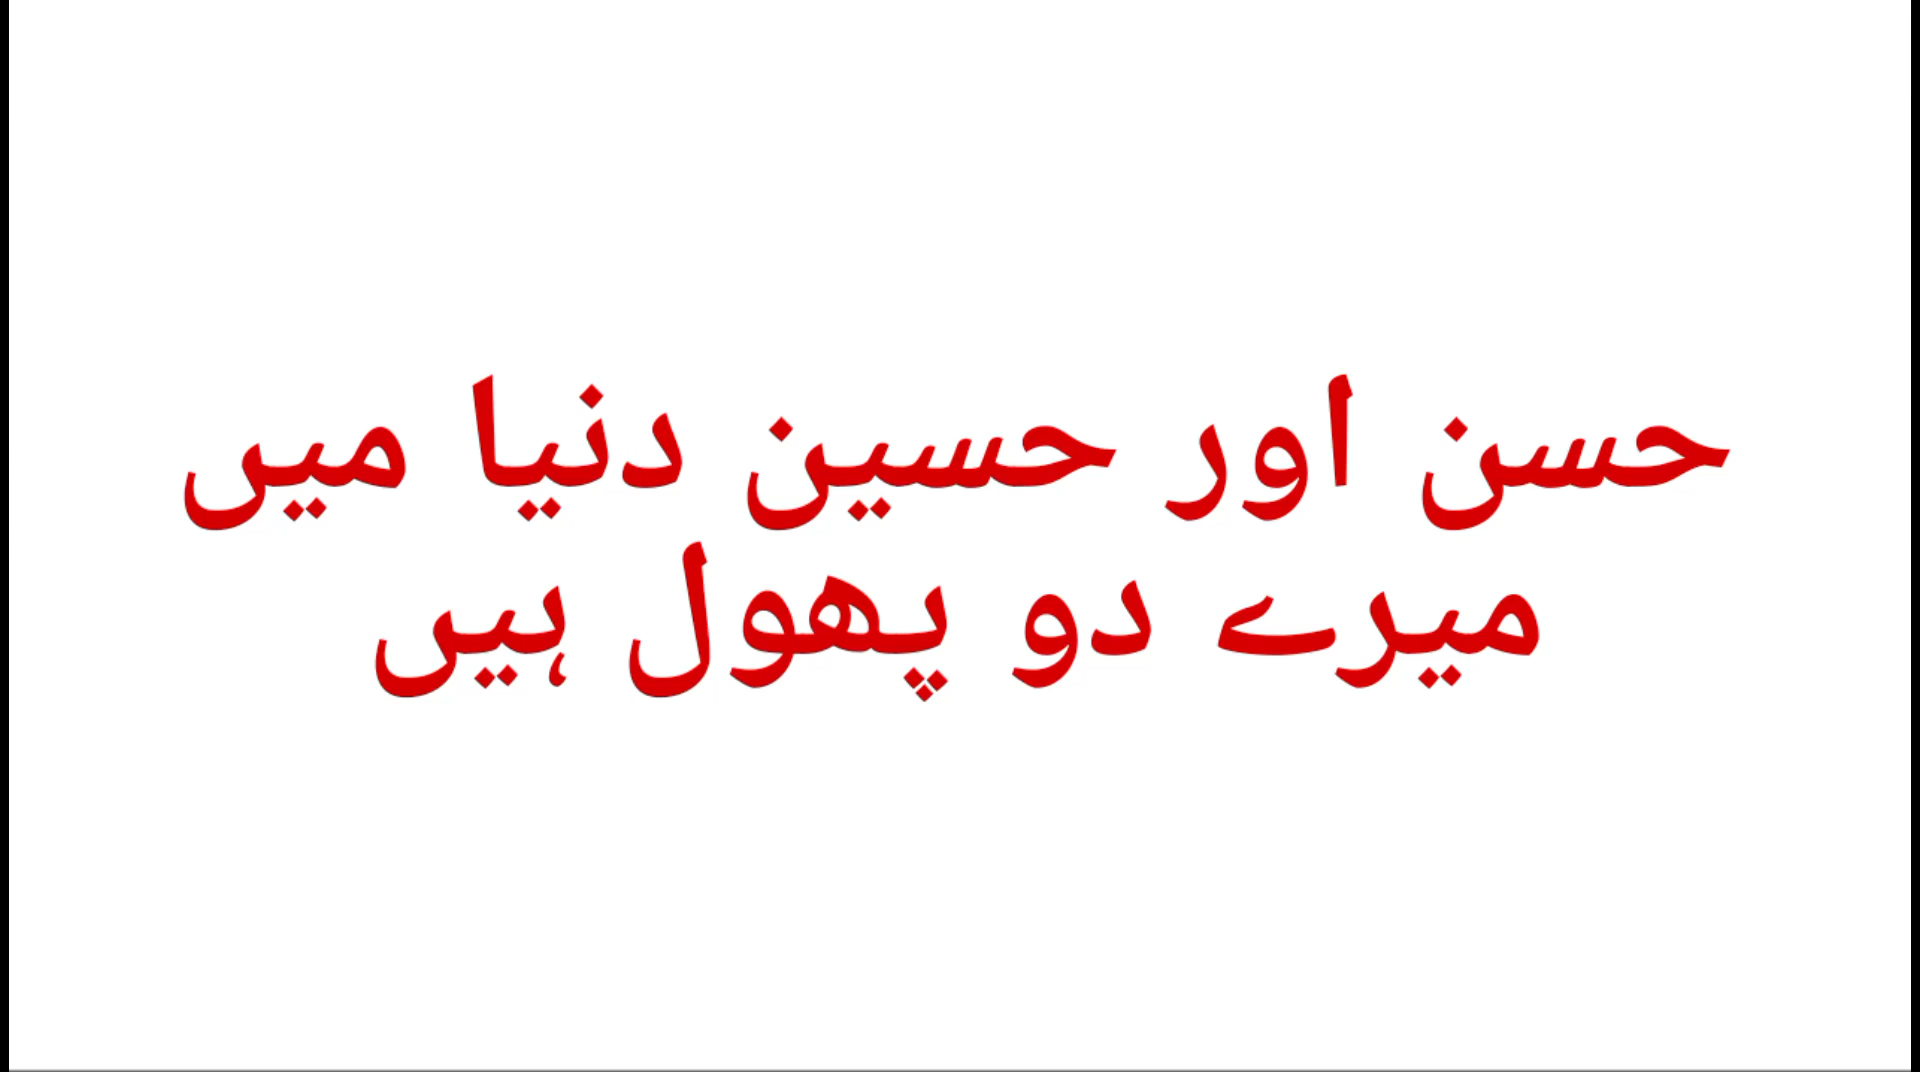 حسن اور حسین دنیا میں
میرے دو پھول ہیں